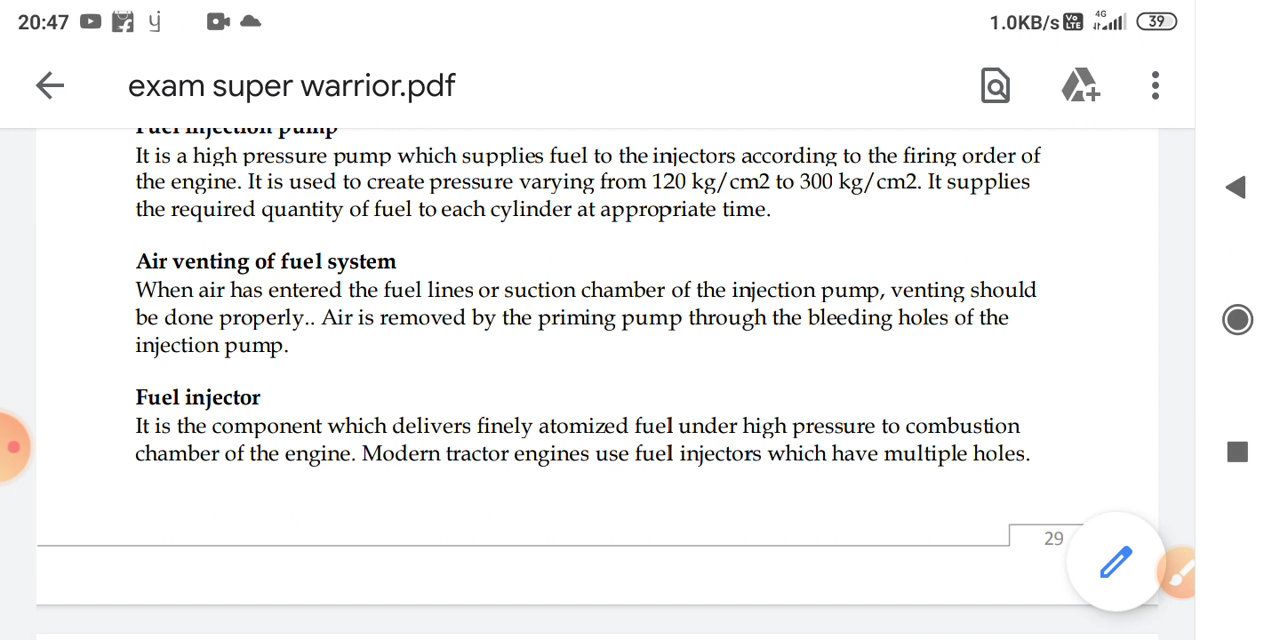 20:47
1.0KB/s Vo LTE 4G 39
exam super warrior.pdf
Fuel injection pump
It is a high pressure pump which supplies fuel to the injectors according to the firing order of
the engine. It is used to create pressure varying from 120 kg/cm2 to 300 kg/cm2. It supplies
the required quantity of fuel to each cylinder at appropriate time.
Air venting of fuel system
When air has entered the fuel lines or suction chamber of the injection pump, venting should
be done properly.. Air is removed by the priming pump through the bleeding holes of the
injection pump.
Fuel injector
It is the component which delivers finely atomized fuel under high pressure to combustion
chamber of the engine. Modern tractor engines use fuel injectors which have multiple holes.
29